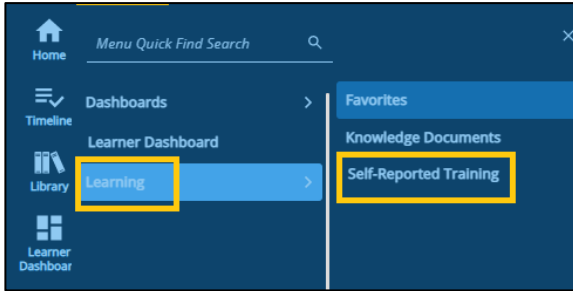 Home
Timeline
Library
Learner
Dashboar
Menu Quick Find Search
Dashboards
Learner Dashboard
Learning
Favorites
Knowledge Documents
Self-Reported Training